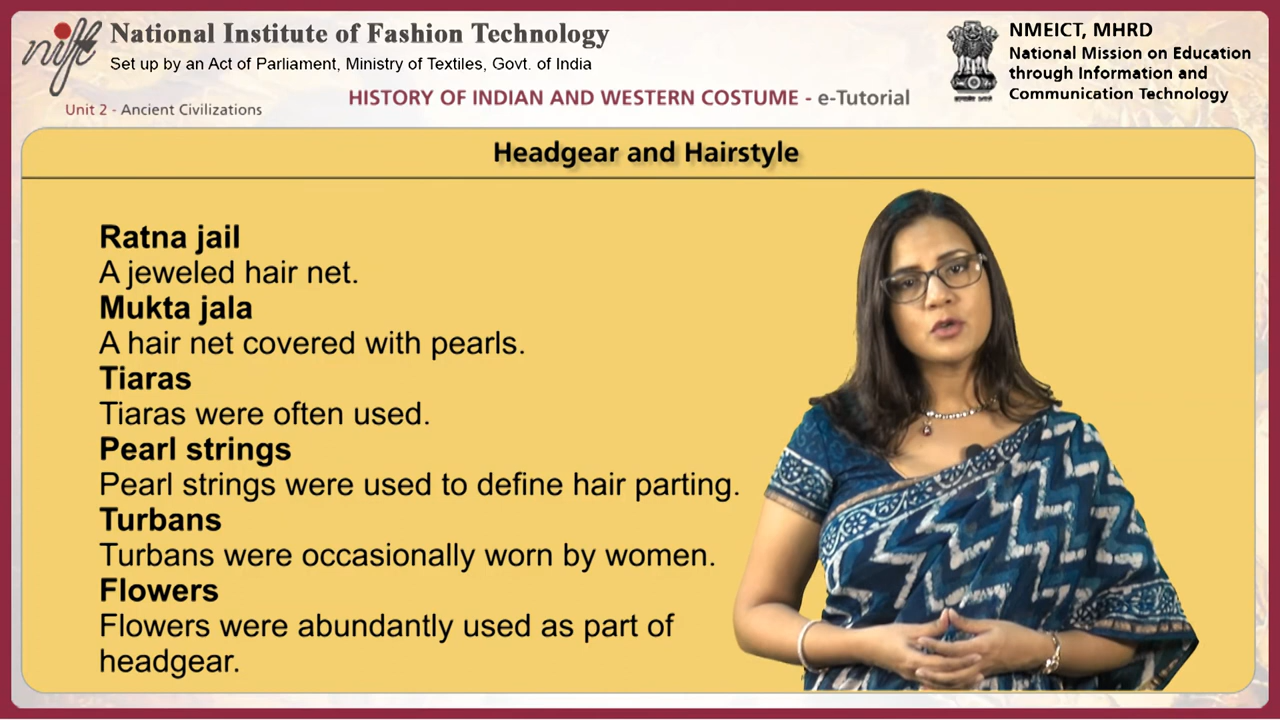 nift
National Institute of Fashion Technology
Set up by an Act of Parliament, Ministry of Textiles, Govt. of India
Unit 2 - Ancient Civilizations
HISTORY OF INDIAN AND WESTERN COSTUME - e-Tutorial
NMEICT, MHRD
National Mission on Education
through Information and
Communication Technology
Headgear and Hairstyle
Ratna jail
A jeweled hair net.
Mukta jala
A hair net covered with pearls.
Tiaras
Tiaras were often used.
Pearl strings
Pearl strings were used to define hair parting.
Turbans
Turbans were occasionally worn by women.
Flowers
Flowers were abundantly used as part of
headgear.